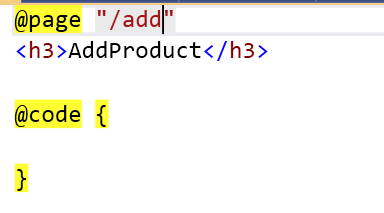 @page "/add"
<h3>AddProduct</h3>
@code {
}